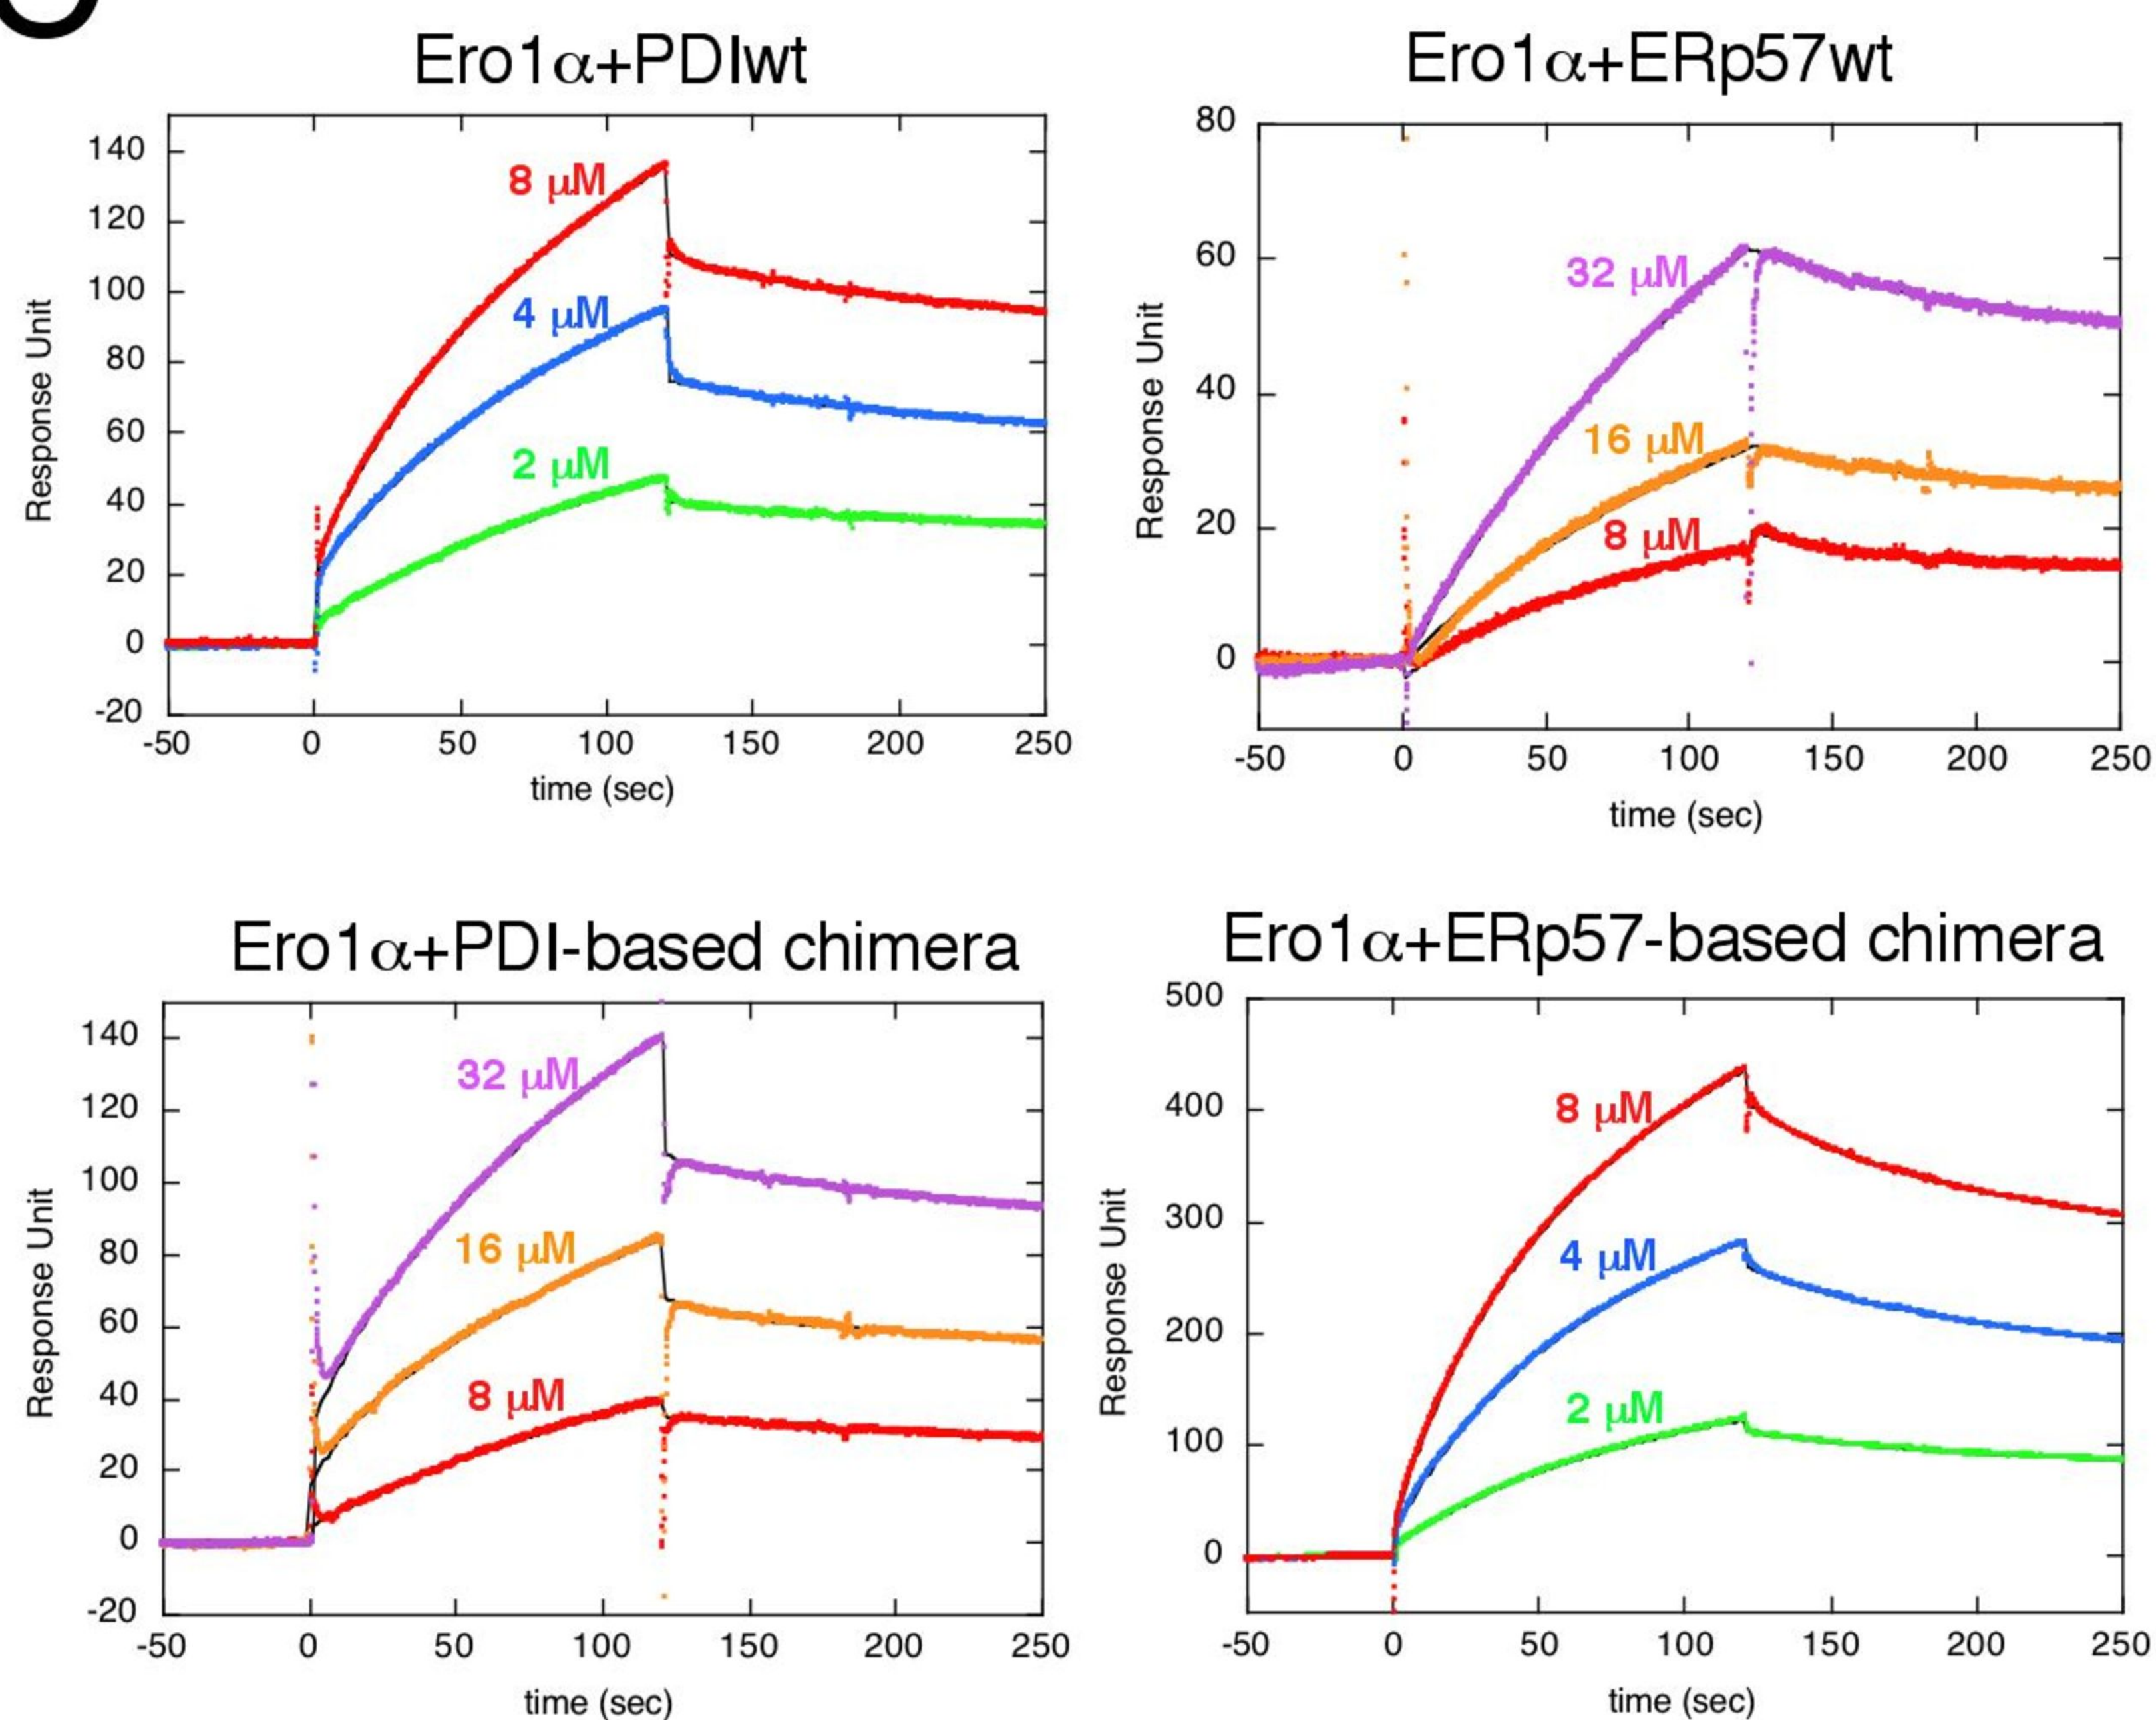 Ero1α+PDIwt
140
120
100
80
60
40
20
0
-20
Response Unit
8 μM
4 μM
2 μM
-50 0 50 100 150 200 250
time (sec)
Ero1α+ERp57wt
80
60
40
20
0
Response Unit
32 μM
16 μM
8 μM
-50 0 50 100 150 200 250
time (sec)
Ero1α+PDI-based chimera
140
120
100
80
60
40
20
0
-20
Response Unit
32 μM
16 μM
8 μM
-50 0 50 100 150 200 250
time (sec)
Ero1α+ERp57-based chimera
500
400
300
200
100
0
Response Unit
8 μM
4 μM
2 μM
-50 0 50 100 150 200 250
time (sec)